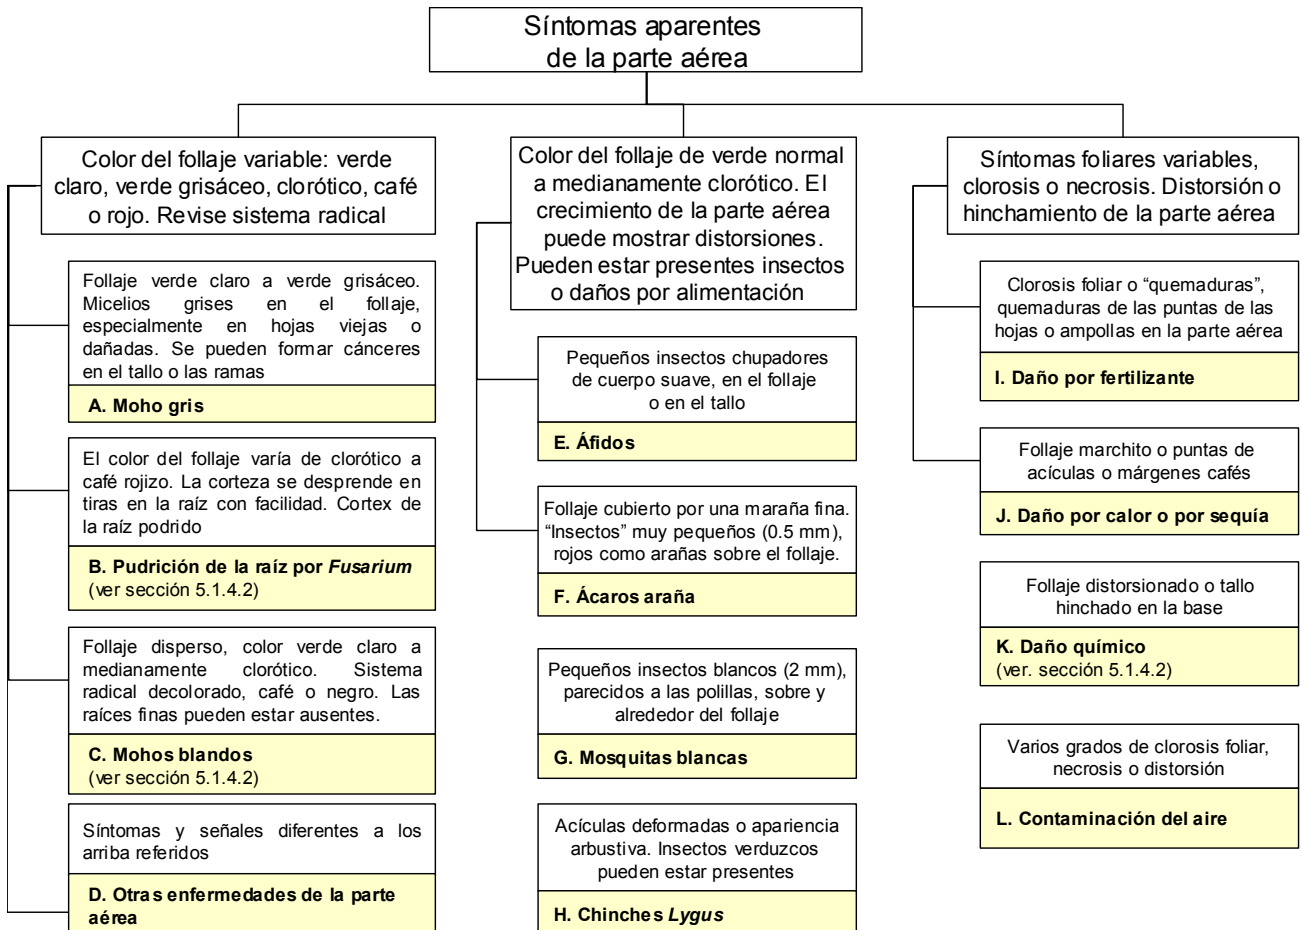 Síntomas aparentes
de la parte aérea
Color del follaje variable: verde
claro, verde grisáceo, clorótico, café
o rojo. Revise sistema radical
Follaje verde claro a verde grisáceo.
Micelios grises en el follaje,
especialmente en hojas viejas o
dañadas. Se pueden formar cánceres
en el tallo o las ramas
A. Moho gris
El color del follaje varía de clorótico a
café rojizo. La corteza se desprende en
tiras en la raíz con facilidad. Cortex de
la raíz podrido
B. Pudrición de la raíz por Fusarium
(ver sección 5.1.4.2)
Follaje disperso, color verde claro a
medianamente clorótico. Sistema
radical decolorado, café o negro. Las
raíces finas pueden estar ausentes.
C. Mohos blandos
(ver sección 5.1.4.2)
Síntomas y señales diferentes a los
arriba referidos
D. Otras enfermedades de la parte
aérea
Color del follaje de verde normal
a medianamente clorótico. El
crecimiento de la parte aérea
puede mostrar distorsiones.
Pueden estar presentes insectos
o daños por alimentación
Pequeños insectos chupadores
de cuerpo suave, en el follaje
o en el tallo
E. Áfidos
Follaje cubierto por una maraña fina.
“Insectos” muy pequeños (0.5 mm),
rojos como arañas sobre el follaje.
F. Ácaros araña
Pequeños insectos blancos (2 mm),
parecidos a las polillas, sobre y
alrededor del follaje
G. Mosquitas blancas
Acículas deformadas o apariencia
arbustiva. Insectos verduzcos
pueden estar presentes
H. Chinches Lygus
Síntomas foliares variables,
clorosis o necrosis. Distorsión o
hinchamiento de la parte aérea
Clorosis foliar o “quemaduras”,
quemaduras de las puntas de las
hojas o ampollas en la parte aérea
I. Daño por fertilizante
Follaje marchito o puntas de
acículas o márgenes cafés
J. Daño por calor o por sequía
Follaje distorsionado o tallo
hinchado en la base
K. Daño químico
(ver. sección 5.1.4.2)
Varios grados de clorosis foliar,
necrosis o distorsión
L. Contaminación del aire